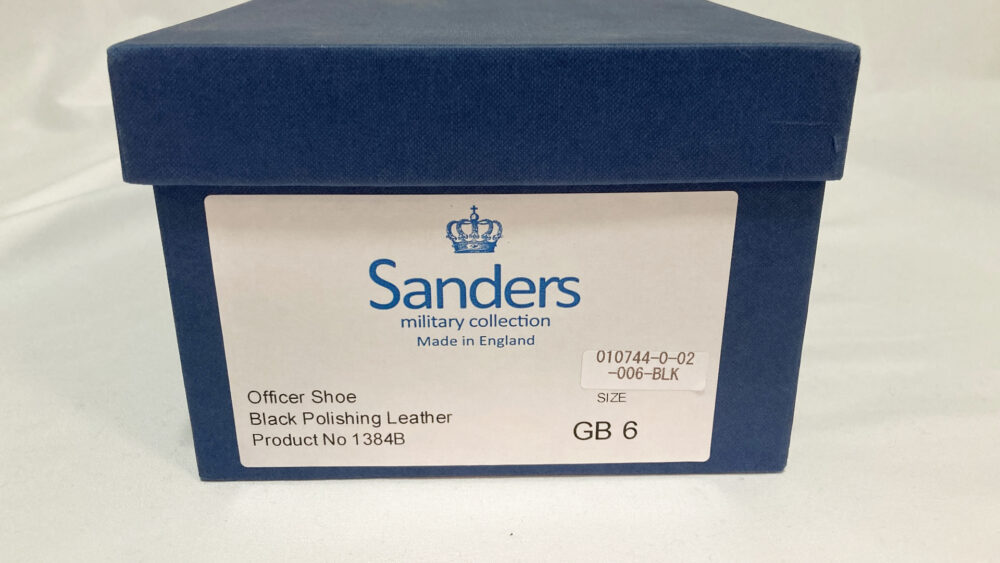 Sanders
military collection
Made in England
010744-0-02
-006-BLK
Officer Shoe
Black Polishing Leather
Product No 1384B
SIZE
GB 6